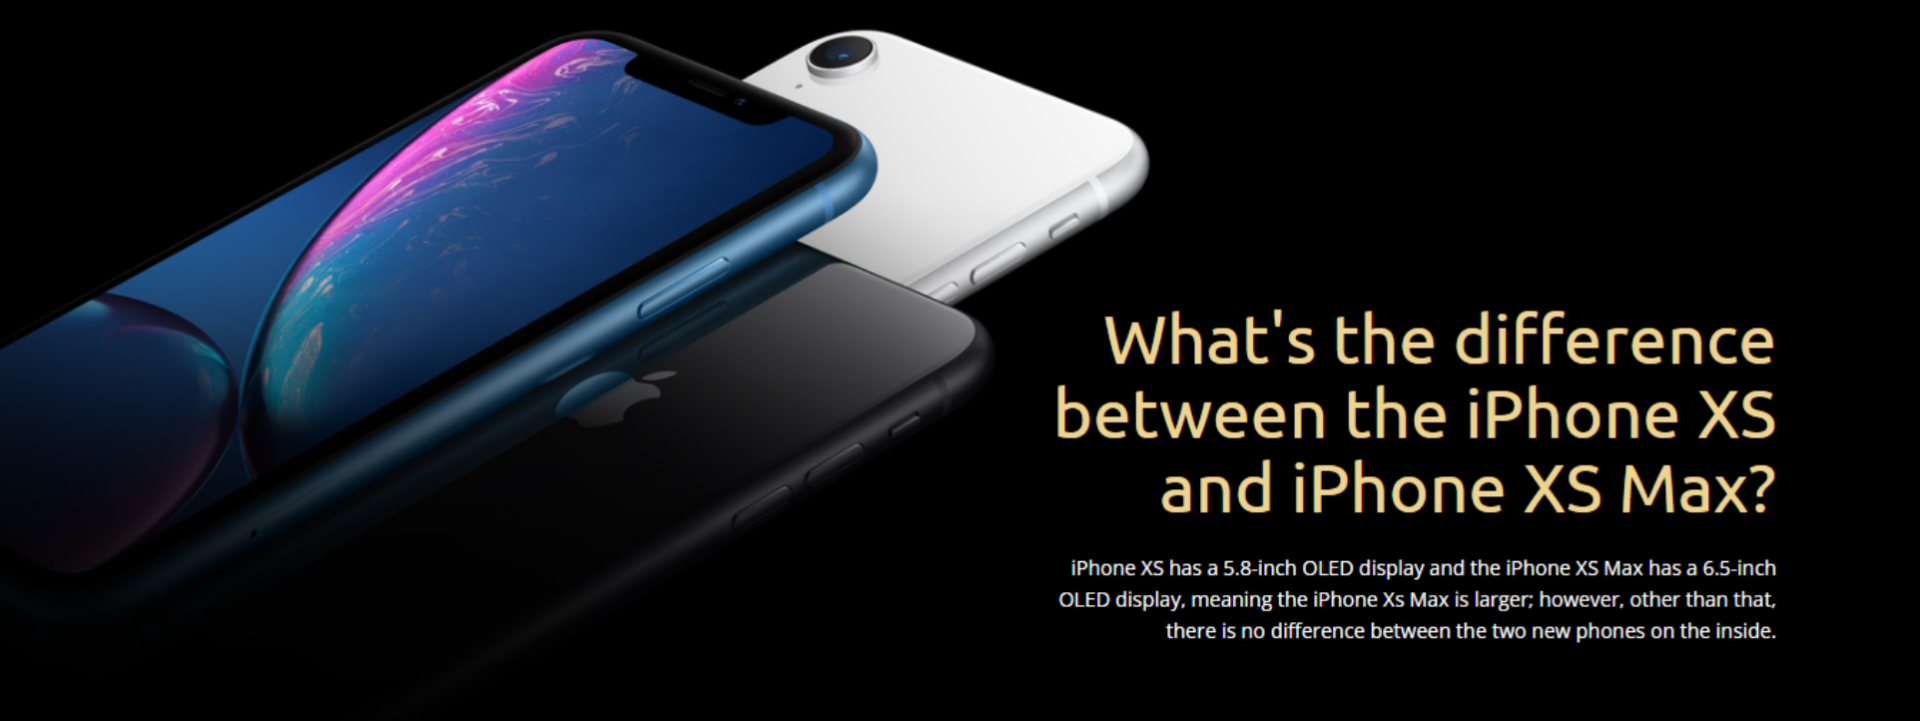 What's the difference
between the iPhone XS
and iPhone XS Max?
iPhone XS has a 5.8-inch OLED display and the iPhone XS Max has a 6.5-inch
OLED display, meaning the iPhone Xs Max is larger; however, other than that,
there is no difference between the two new phones on the inside.